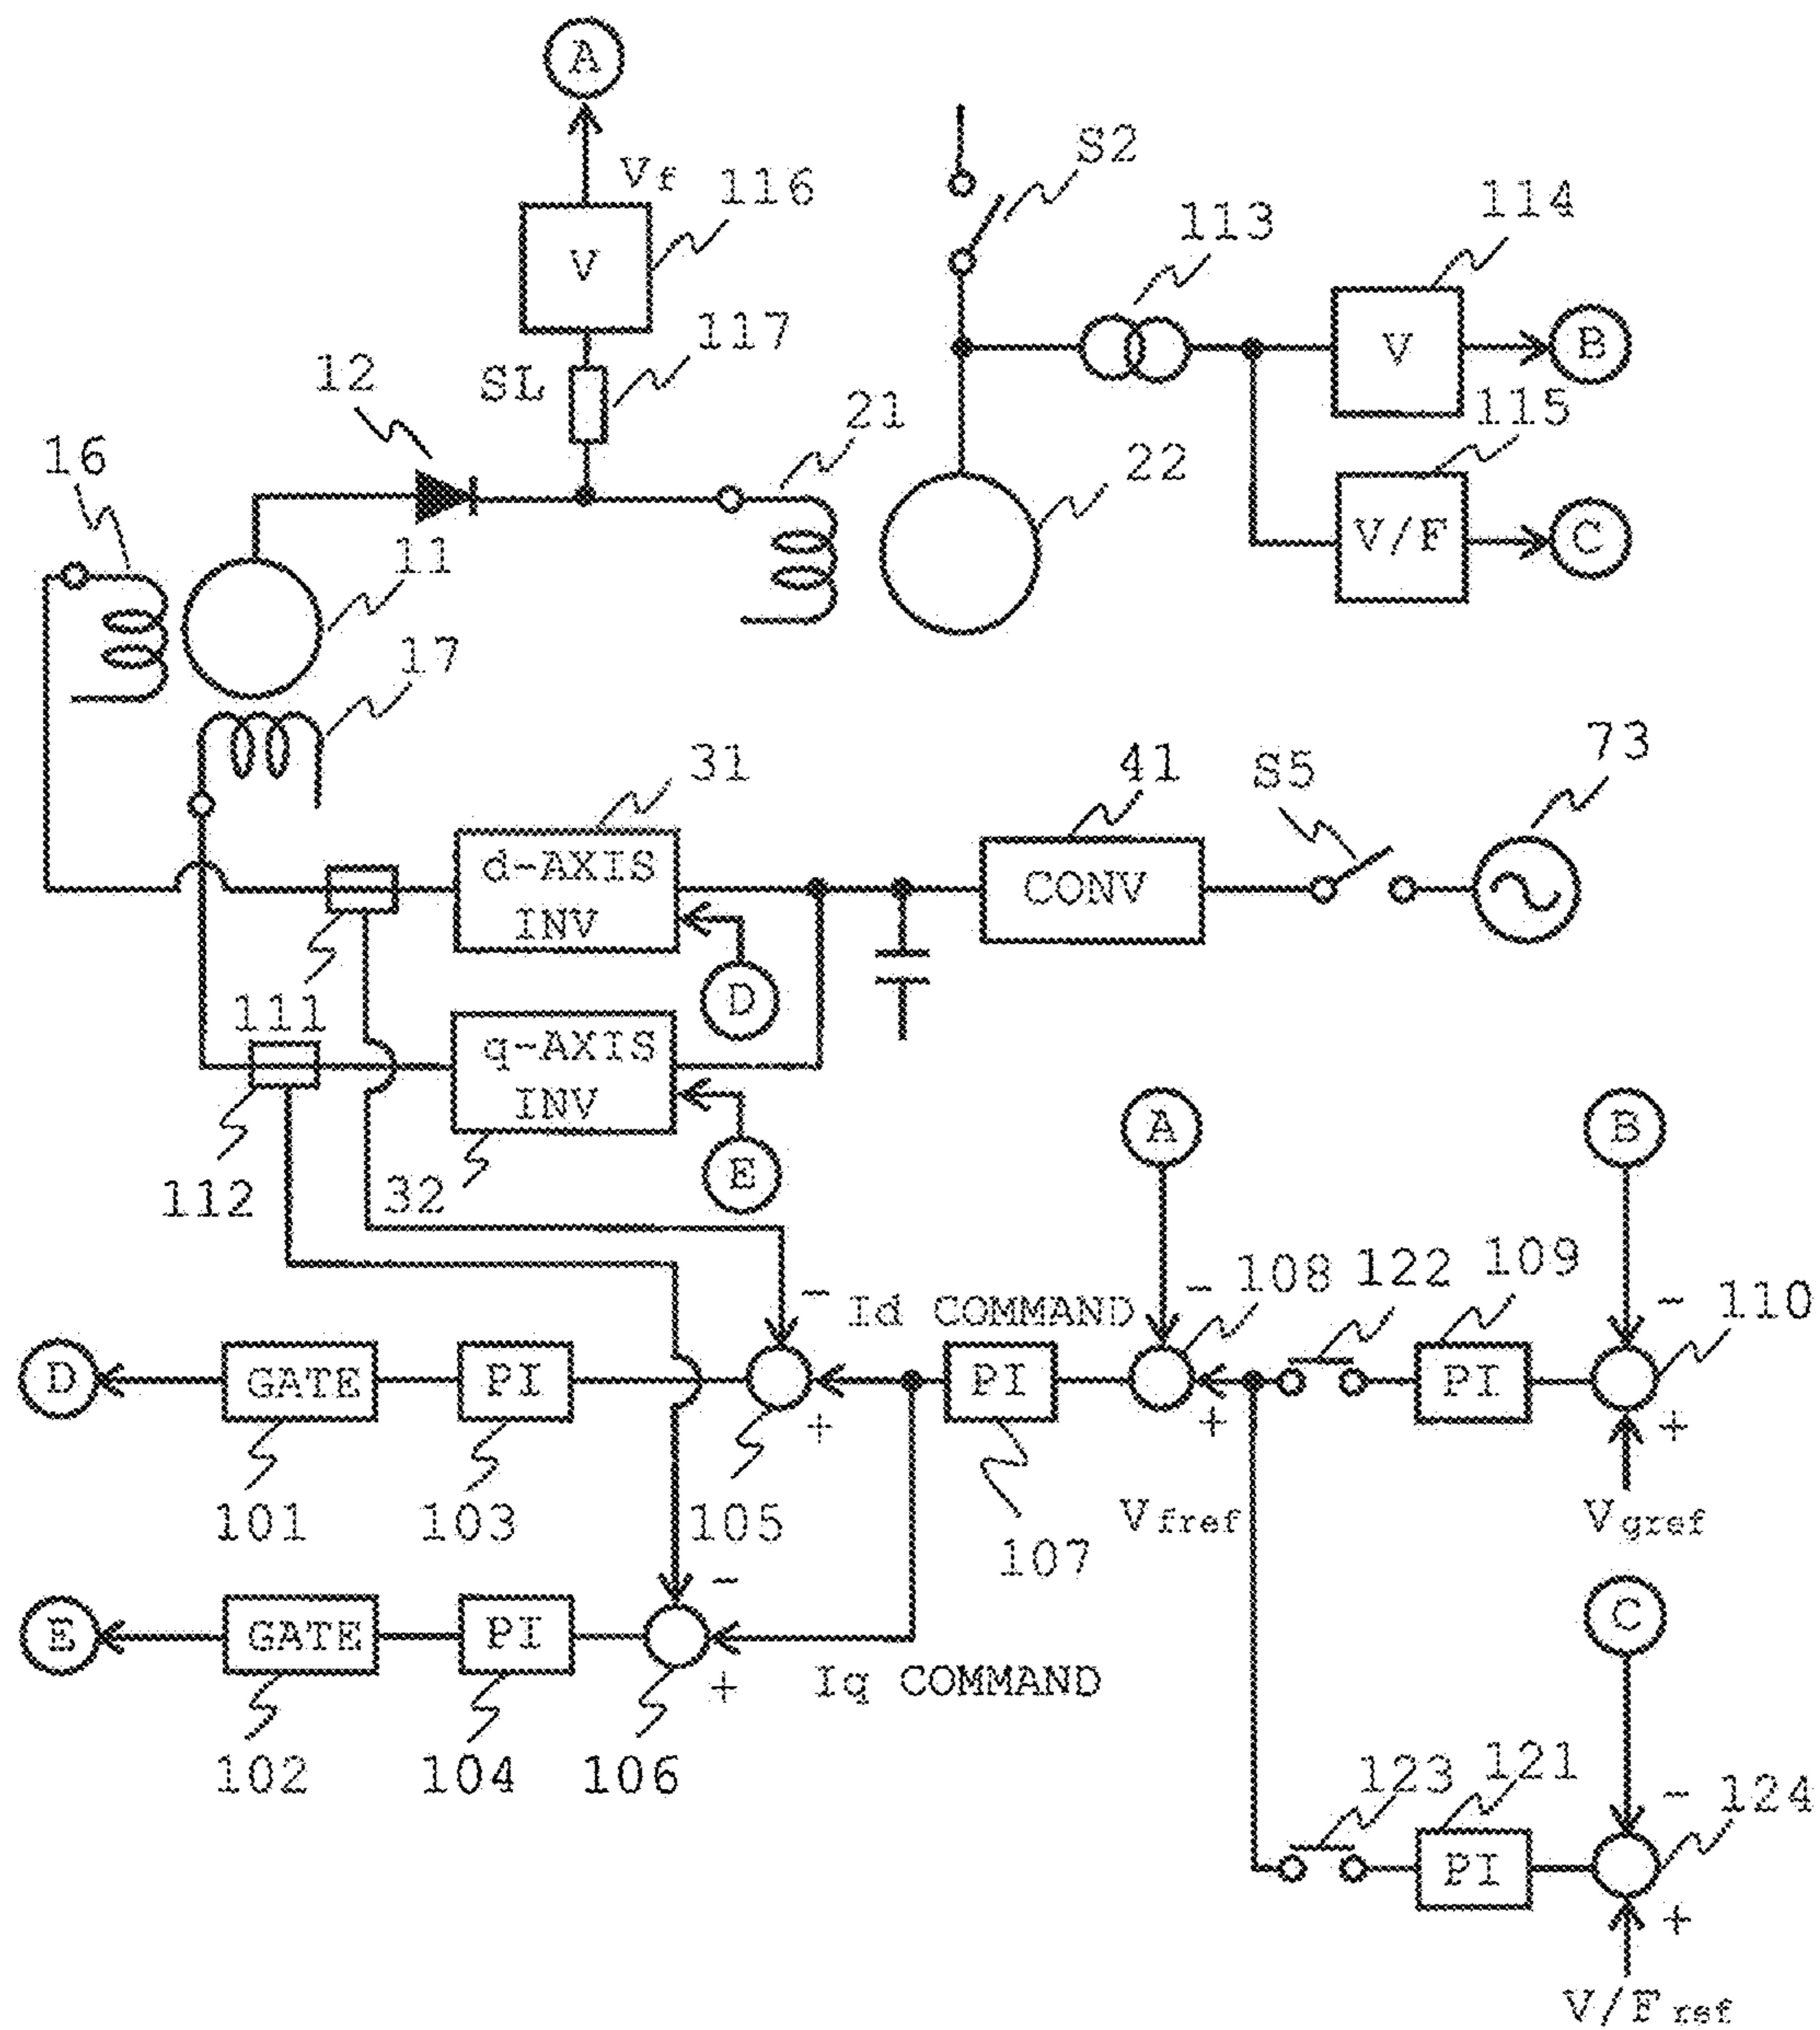 A
Vf
116
V
S2
113
114
V
B
117
SL
12
115
V/F
C
21
22
16
11
17
31
41
S5
73
d-AXIS
INV
CONV
D
111
q-AXIS
INV
E
112
32
A
B
-
Id COMMAND
-
108
122
109
-
110
D
GATE
PI
+
PI
+
PI
+
101
103
105
107
Vfref
Vgref
-
C
E
GATE
PI
+
Iq COMMAND
102
104
106
123
121
-
124
PI
+
V/Fref